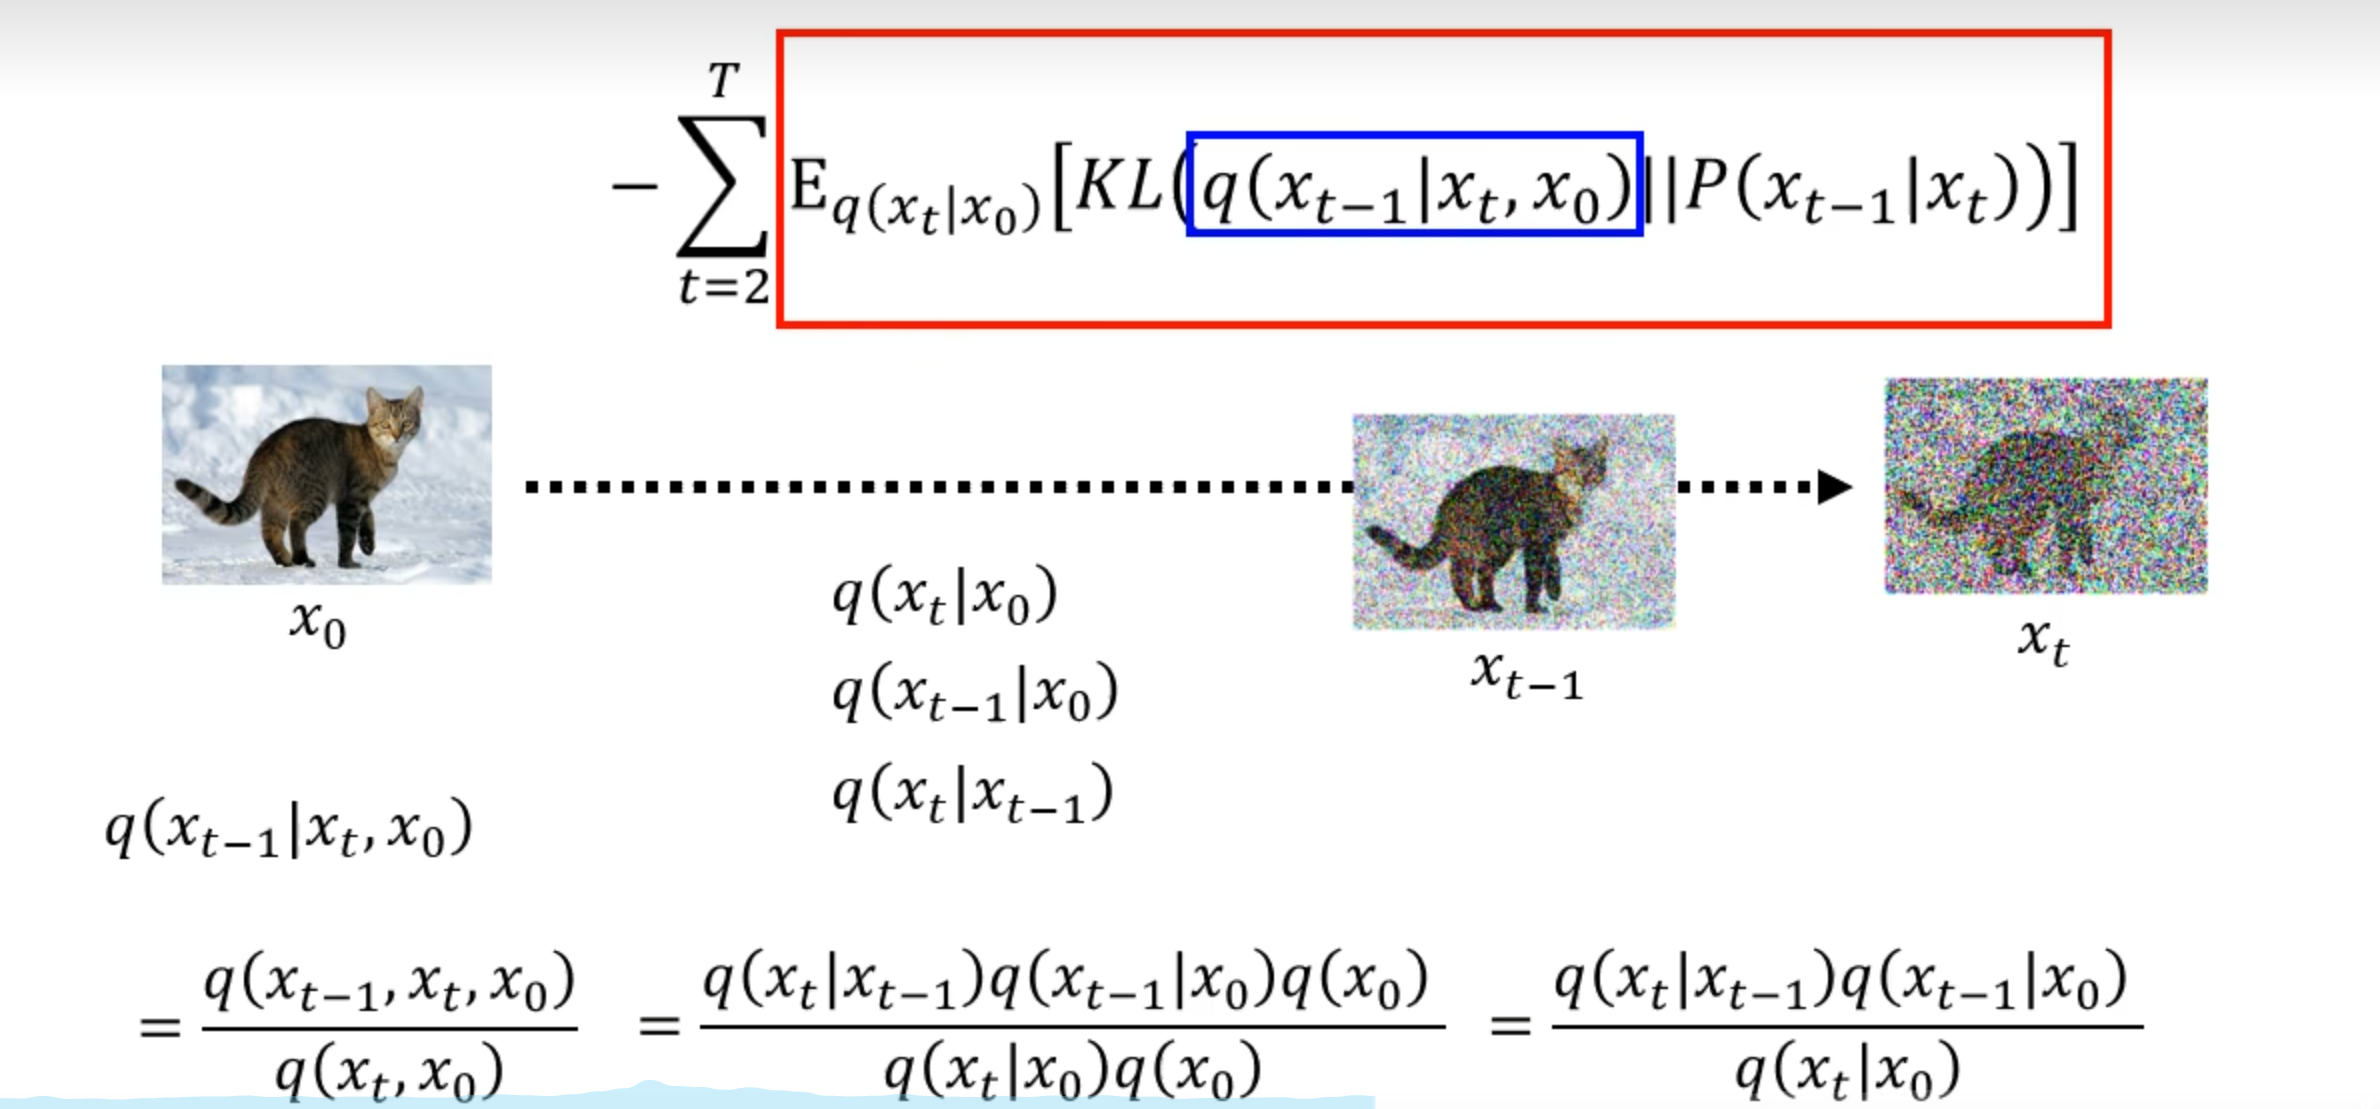 $-\sum_{t=2}^{T} \mathrm{E}_{q(x_t|x_0)}[KL(q(x_{t-1}|x_t, x_0)||P(x_{t-1}|x_t))]$
$x_0$
$x_{t-1}$
$x_t$
$q(x_t|x_0)$
$q(x_{t-1}|x_0)$
$q(x_t|x_{t-1})$
$q(x_{t-1}|x_t, x_0)$
$= \frac{q(x_{t-1}, x_t, x_0)}{q(x_t, x_0)} = \frac{q(x_t|x_{t-1})q(x_{t-1}|x_0)q(x_0)}{q(x_t|x_0)q(x_0)} = \frac{q(x_t|x_{t-1})q(x_{t-1}|x_0)}{q(x_t|x_0)}$